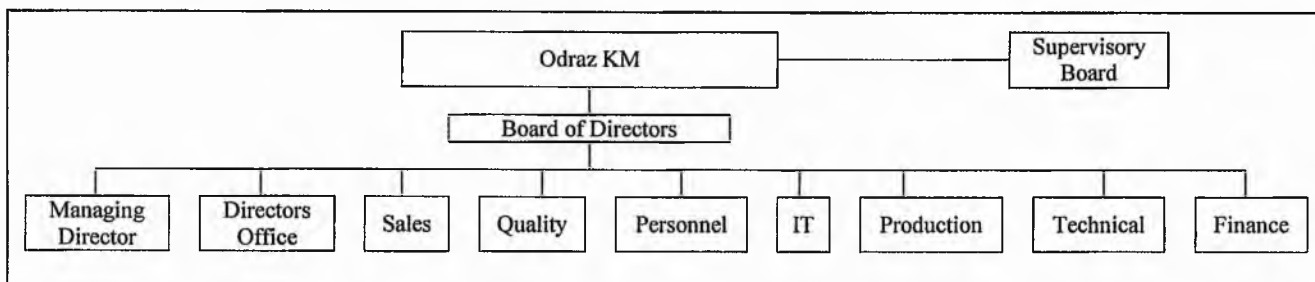 Odraz KM
Supervisory
Board
Board of Directors
Managing
Director
Directors
Office
Sales
Quality
Personnel
IT
Production
Technical
Finance